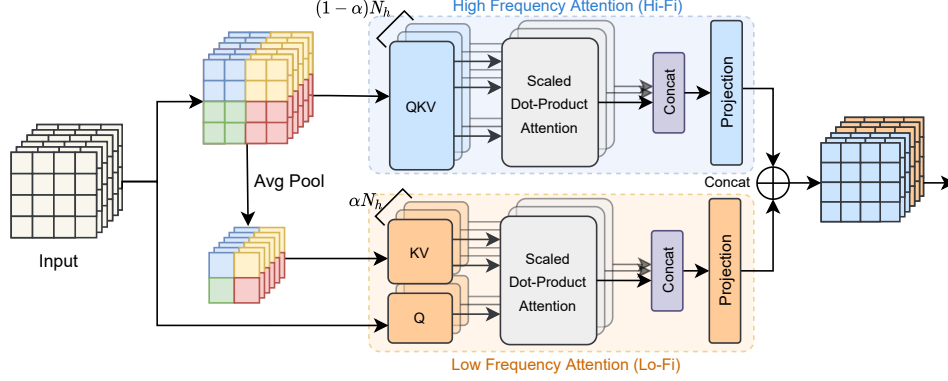 (1 − α)N_h
High Frequency Attention (Hi-Fi)
QKV
Scaled
Dot-Product
Attention
Concat
Projection
Input
Avg Pool
αN_h
KV
Q
Scaled
Dot-Product
Attention
Concat
Projection
Concat
Low Frequency Attention (Lo-Fi)